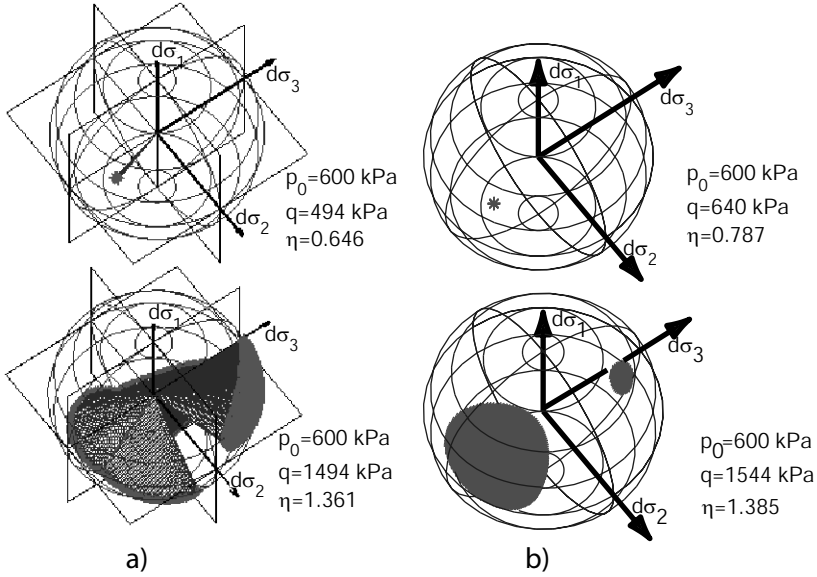 dσ₁
dσ₃
dσ₂
p₀=600 kPa
q=494 kPa
η=0.646
dσ₁
dσ₃
dσ₂
p₀=600 kPa
q=640 kPa
η=0.787
dσ₁
dσ₃
dσ₂
p₀=600 kPa
q=1494 kPa
η=1.361
dσ₁
dσ₃
dσ₂
p₀=600 kPa
q=1544 kPa
η=1.385
a)
b)